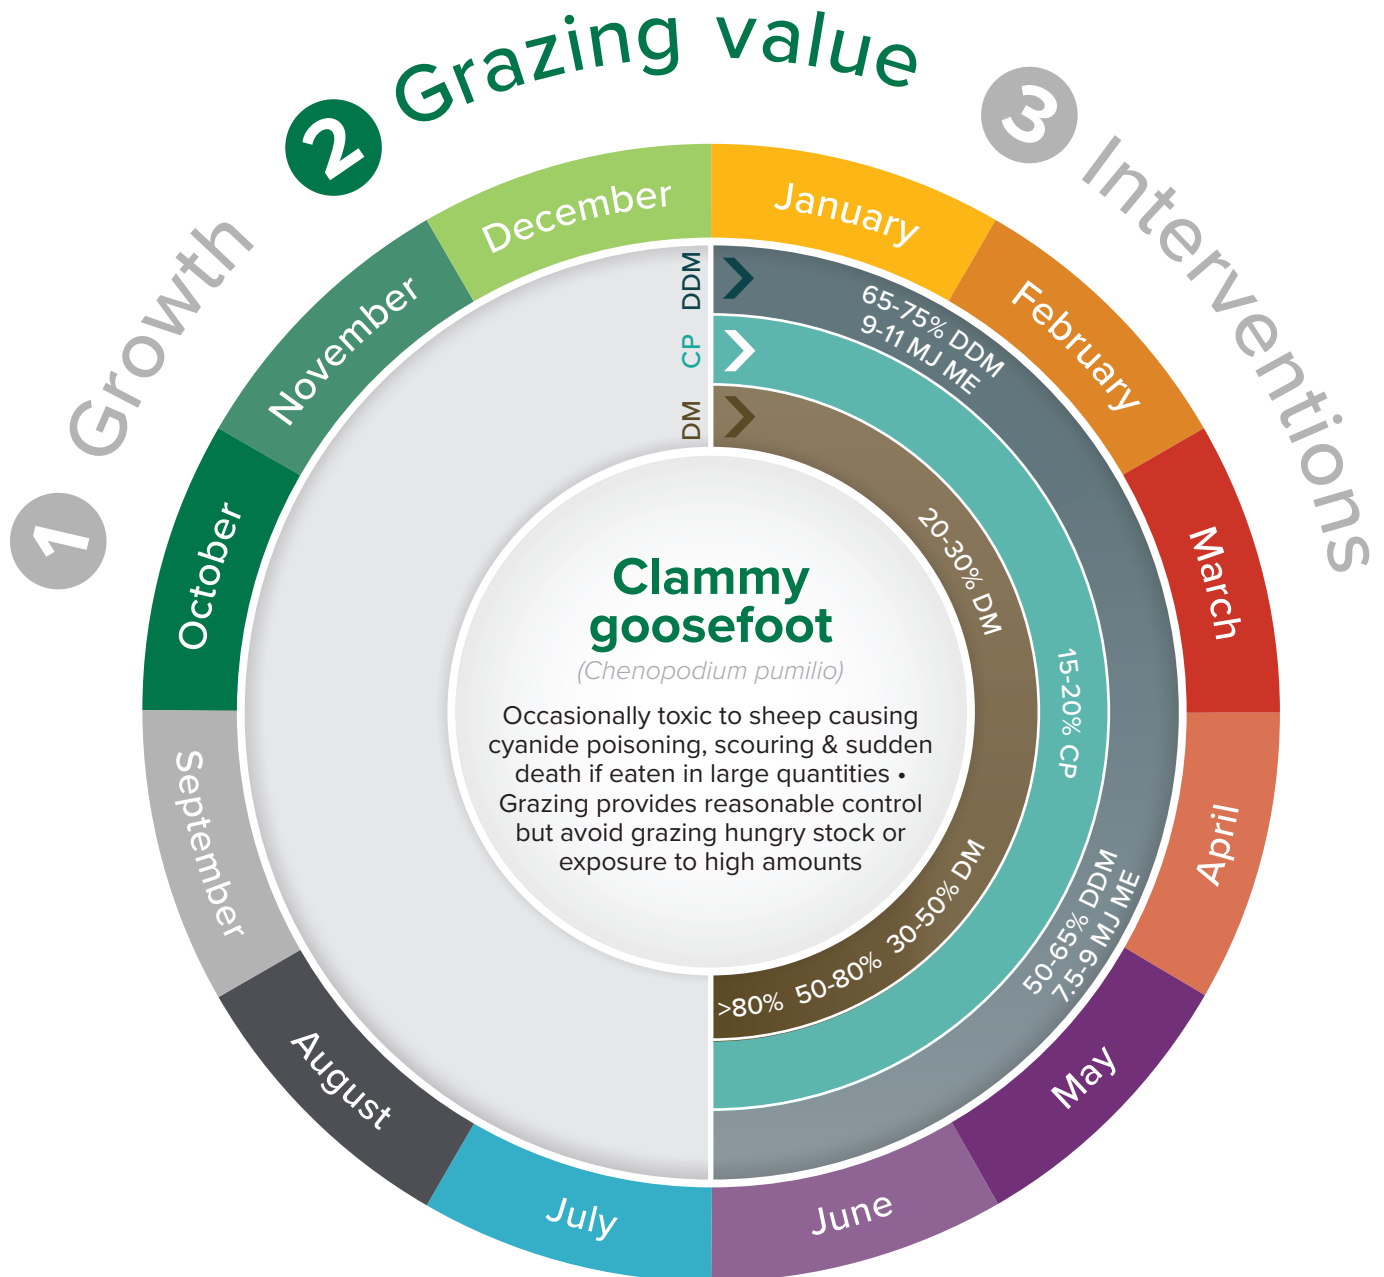 1 Growth
2 Grazing value
3 Interventions
January
February
March
April
May
June
July
August
September
October
November
December
DDM
CP
DM
65-75% DDM
9-11 MJ ME
50-65% DDM
7.5-9 MJ ME
15-20% CP
20-30% DM
30-50% DM
50-80%
>80%
Clammy
goosefoot
(Chenopodium pumilio)
Occasionally toxic to sheep causing
cyanide poisoning, scouring & sudden
death if eaten in large quantities •
Grazing provides reasonable control
but avoid grazing hungry stock or
exposure to high amounts